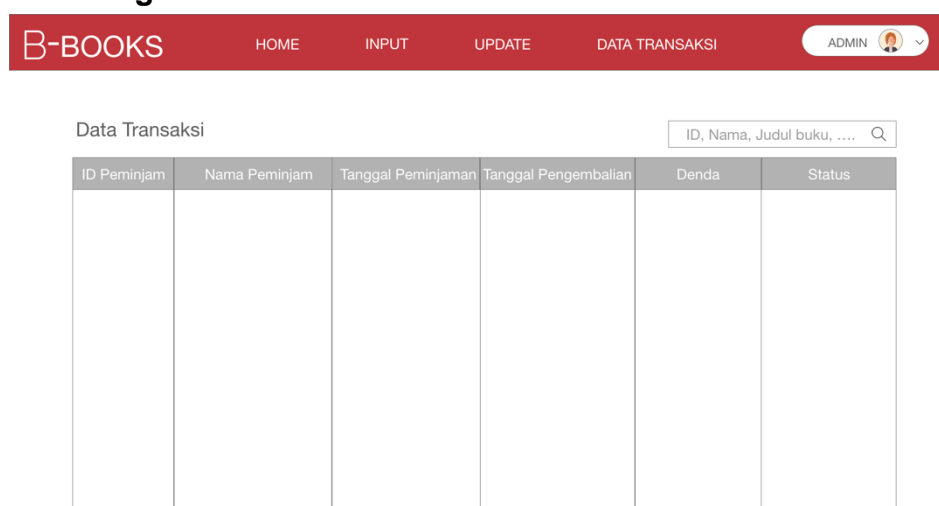 B-BOOKS HOME INPUT UPDATE DATA TRANSAKSI ADMIN
Data Transaksi
ID, Nama, Judul buku, ....
ID Peminjam Nama Peminjam Tanggal Peminjaman Tanggal Pengembalian Denda Status